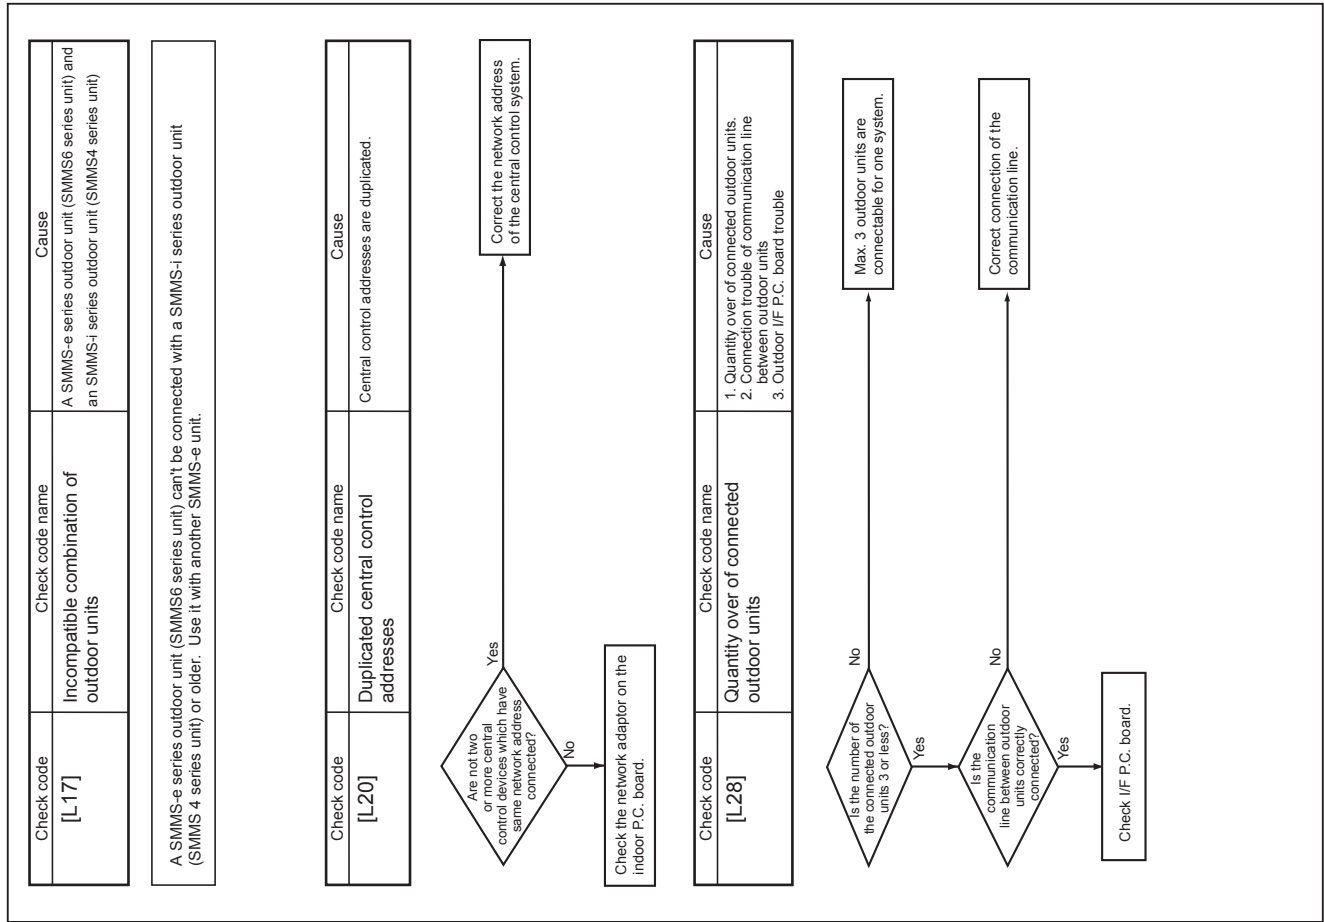 Check code
Check code name
Cause
[L17]
Incompatible combination of
outdoor units
A SMMS-e series outdoor unit (SMMS6 series unit) and
an SMMS-i series outdoor unit (SMMS4 series unit)
A SMMS-e series outdoor unit (SMMS6 series unit) can't be connected with a SMMS-i series outdoor unit
(SMMS 4 series unit) or older. Use it with another SMMS-e unit.
Check code
Check code name
Cause
[L20]
Duplicated central control
addresses
Central control addresses are duplicated.
Are not two
or more central
control devices which have
same network address
connected?
Yes
Correct the network address
of the central control system.
No
Check the network adaptor on the
indoor P.C. board.
Check code
Check code name
Cause
[L28]
Quantity over of connected
outdoor units
1. Quantity over of connected outdoor units.
2. Connection trouble of communication line
between outdoor units
3. Outdoor I/F P.C. board trouble
Is the number of
the connected outdoor
units 3 or less?
No
Max. 3 outdoor units are
connectable for one system.
Yes
Is the
communication
line between outdoor
units correctly
connected?
No
Correct connection of the
communication line.
Yes
Check I/F P.C. board.